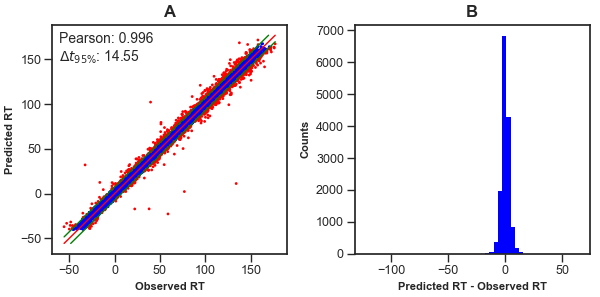 A
Pearson: 0.996
Δt95%: 14.55
150
100
50
0
−50
Predicted RT
−50
0
50
100
150
Observed RT
B
7000
6000
5000
4000
3000
2000
1000
0
Counts
−100
−50
0
50
Predicted RT - Observed RT